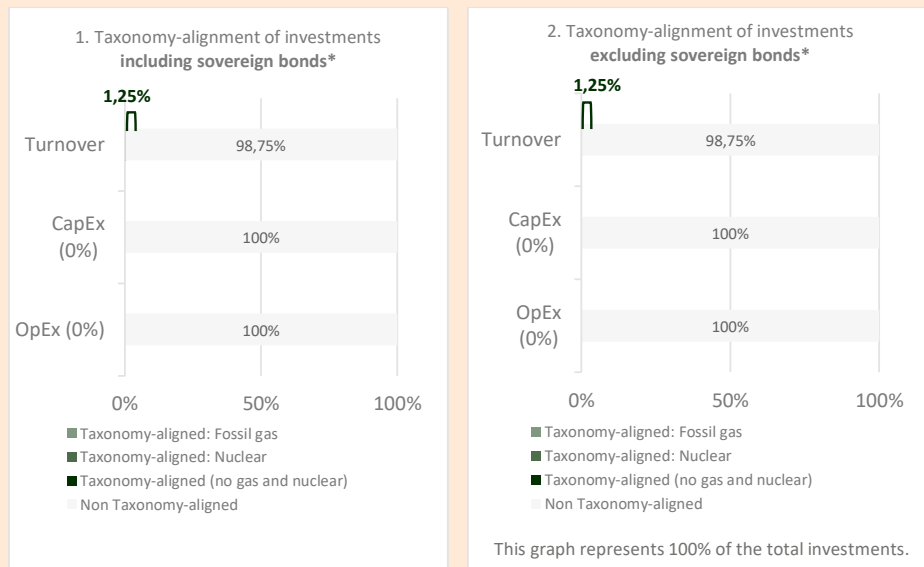 1. Taxonomy-alignment of investments
including sovereign bonds*
1,25%
Turnover
98,75%
CapEx
(0%)
100%
OpEx (0%)
100%
0%
50%
100%
Taxonomy-aligned: Fossil gas
Taxonomy-aligned: Nuclear
Taxonomy-aligned (no gas and nuclear)
Non Taxonomy-aligned
2. Taxonomy-alignment of investments
excluding sovereign bonds*
1,25%
Turnover
98,75%
CapEx
(0%)
100%
OpEx
(0%)
100%
0%
50%
100%
Taxonomy-aligned: Fossil gas
Taxonomy-aligned: Nuclear
Taxonomy-aligned (no gas and nuclear)
Non Taxonomy-aligned
This graph represents 100% of the total investments.